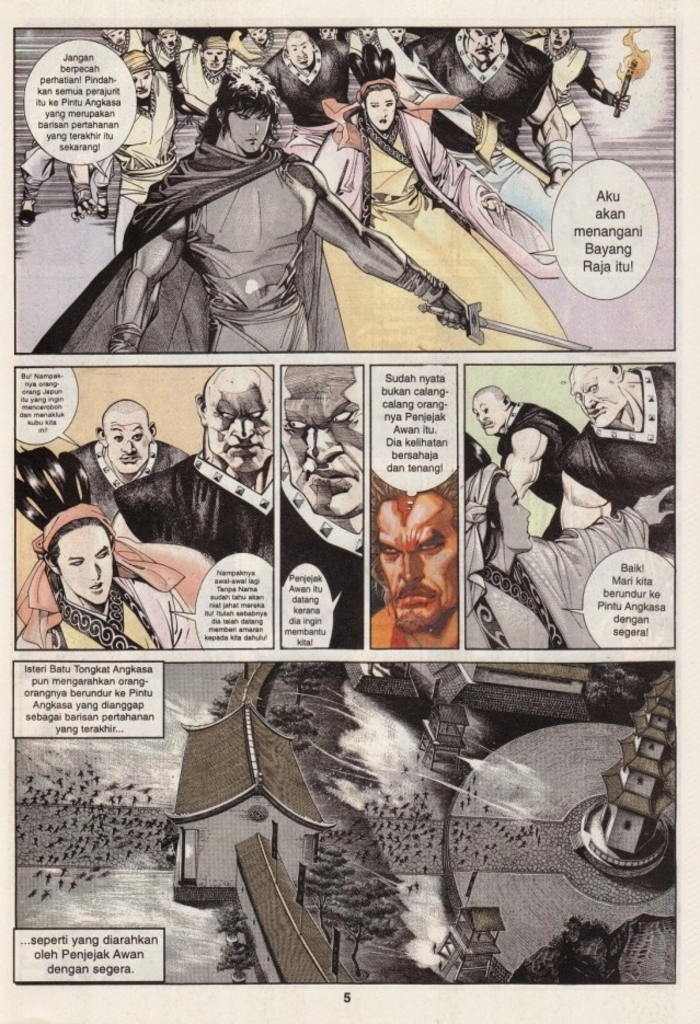 Jangan
berpecah
perhatian! Pindah-
kan semua perajurit
itu ke Pintu Angkasa
yang merupakan
barisan pertahanan
yang terakhir itu
sekarang!
Aku
akan
menangani
Bayang
Raja itu!
Bu! Nampak-
nya orang-
orang Jepun
itu yang ingin
menceroboh
dan menakluk
kubu kita
ini!
Nampaknya
awal-awal lagi
Tanpa Nama
sudah tahu akan
niat jahat mereka
itu! Itulah sebabnya
dia telah datang
memberi amaran
kepada kita dahulu!
Penjejak
Awan itu
datang
kerana
dia ingin
membantu
kita!
Sudah nyata
bukan calang-
calang orang-
nya Penjejak
Awan itu.
Dia kelihatan
bersahaja
dan tenang!
Baik!
Mari kita
berundur ke
Pintu Angkasa
dengan
segera!
Isteri Batu Tongkat Angkasa
pun mengarahkan orang-
orangnya berundur ke Pintu
Angkasa yang dianggap
sebagai barisan pertahanan
yang terakhir...
...seperti yang diarahkan
oleh Penjejak Awan
dengan segera.
5